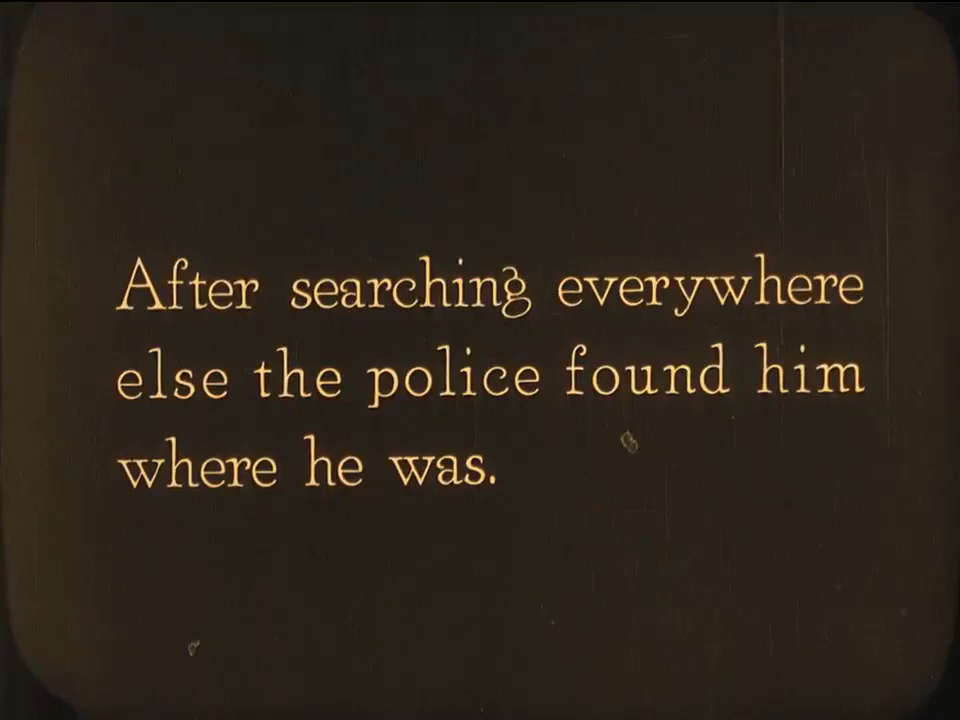 After searching everywhere
else the police found him
where he was.